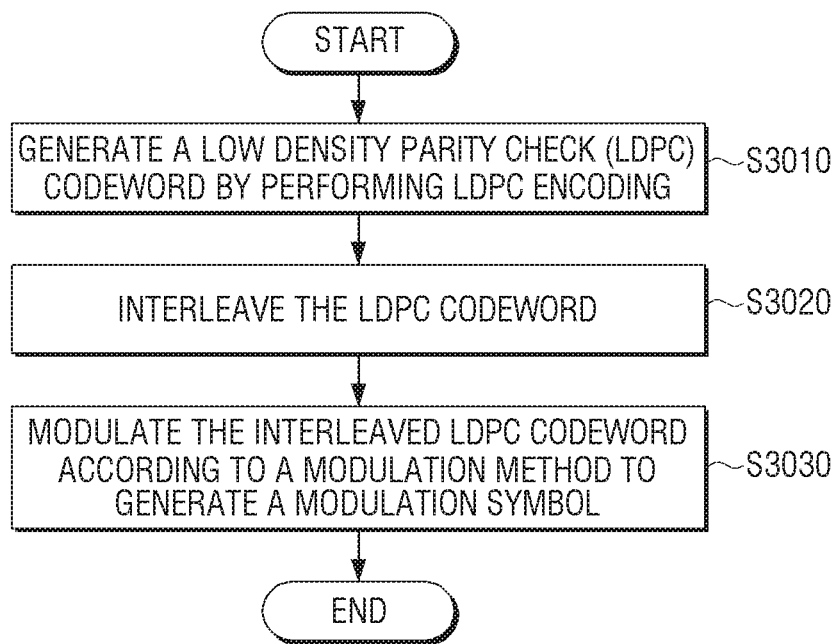 START
GENERATE A LOW DENSITY PARITY CHECK (LDPC)
CODEWORD BY PERFORMING LDPC ENCODING
S3010
INTERLEAVE THE LDPC CODEWORD
S3020
MODULATE THE INTERLEAVED LDPC CODEWORD
ACCORDING TO A MODULATION METHOD TO
GENERATE A MODULATION SYMBOL
S3030
END